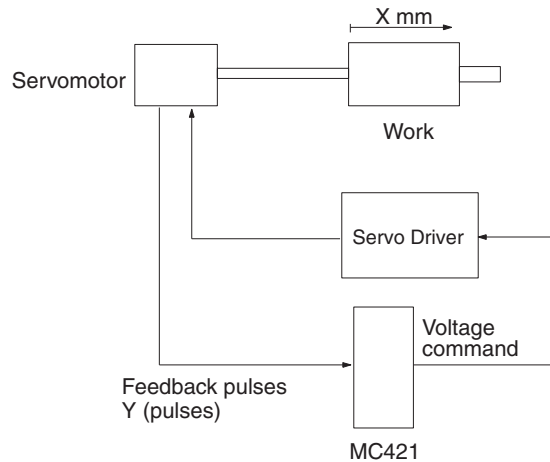 X mm
Servomotor
Work
Servo Driver
Voltage
command
Feedback pulses
Y (pulses)
MC421